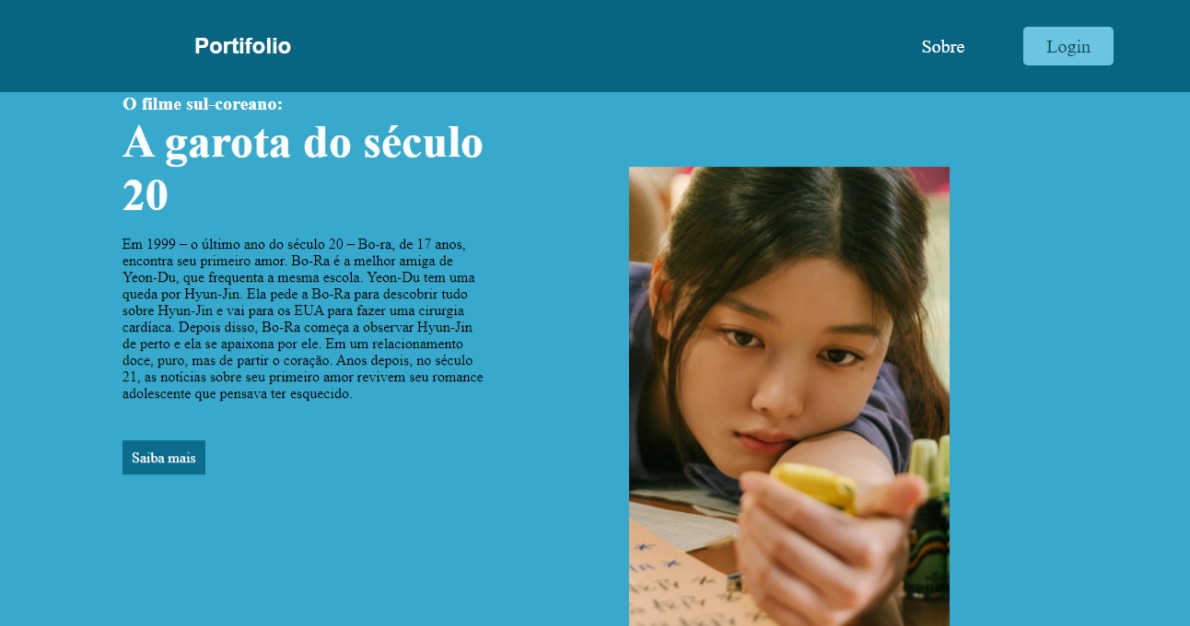 Portifolio
Sobre
Login
O filme sul-coreano:
A garota do século
20
Em 1999 – o último ano do século 20 – Bo-ra, de 17 anos,
encontra seu primeiro amor. Bo-Ra é a melhor amiga de
Yeon-Du, que frequenta a mesma escola. Yeon-Du tem uma
queda por Hyun-Jin. Ela pede a Bo-Ra para descobrir tudo
sobre Hyun-Jin e vai para os EUA para fazer uma cirurgia
cardíaca. Depois disso, Bo-Ra começa a observar Hyun-Jin
de perto e ela se apaixona por ele. Em um relacionamento
doce, puro, mas de partir o coração. Anos depois, no século
21, as notícias sobre seu primeiro amor revivem seu romance
adolescente que pensava ter esquecido.
Saiba mais